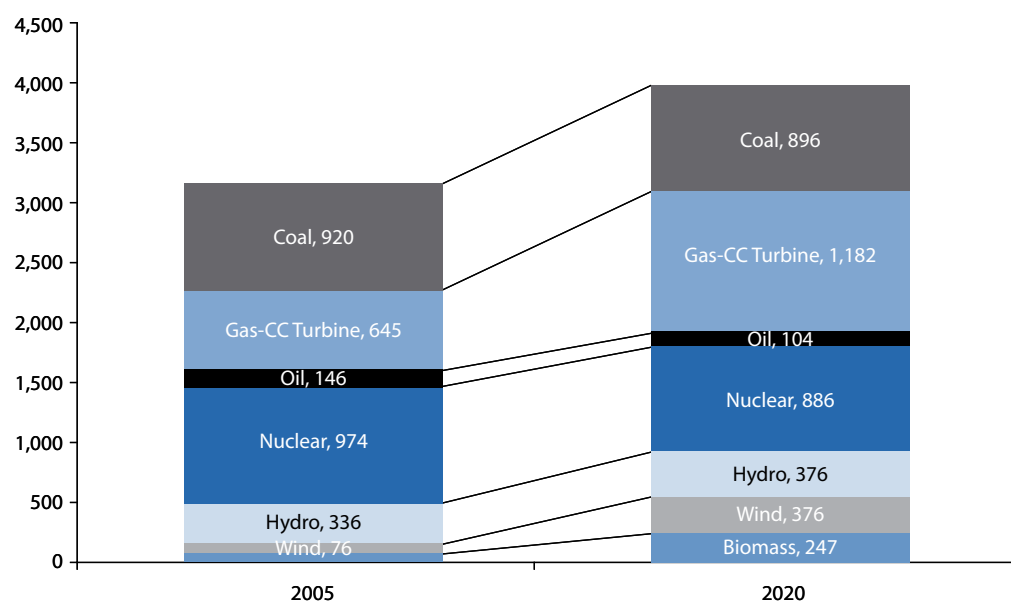 4,500
4,000
3,500
3,000
2,500
2,000
1,500
1,000
500
0
Coal, 920
Gas-CC Turbine, 645
Oil, 146
Nuclear, 974
Hydro, 336
Wind, 76
Coal, 896
Gas-CC Turbine, 1,182
Oil, 104
Nuclear, 886
Hydro, 376
Wind, 376
Biomass, 247
2005
2020